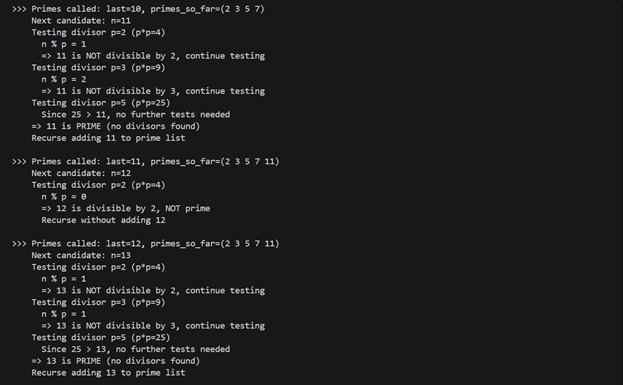 >>> Primes called: last=10, primes_so_far=(2 3 5 7)
Next candidate: n=11
Testing divisor p=2 (p*p=4)
n % p = 1
=> 11 is NOT divisible by 2, continue testing
Testing divisor p=3 (p*p=9)
n % p = 2
=> 11 is NOT divisible by 3, continue testing
Testing divisor p=5 (p*p=25)
Since 25 > 11, no further tests needed
=> 11 is PRIME (no divisors found)
Recurse adding 11 to prime list
>>> Primes called: last=11, primes_so_far=(2 3 5 7 11)
Next candidate: n=12
Testing divisor p=2 (p*p=4)
n % p = 0
=> 12 is divisible by 2, NOT prime
Recurse without adding 12
>>> Primes called: last=12, primes_so_far=(2 3 5 7 11)
Next candidate: n=13
Testing divisor p=2 (p*p=4)
n % p = 1
=> 13 is NOT divisible by 2, continue testing
Testing divisor p=3 (p*p=9)
n % p = 1
=> 13 is NOT divisible by 3, continue testing
Testing divisor p=5 (p*p=25)
Since 25 > 13, no further tests needed
=> 13 is PRIME (no divisors found)
Recurse adding 13 to prime list